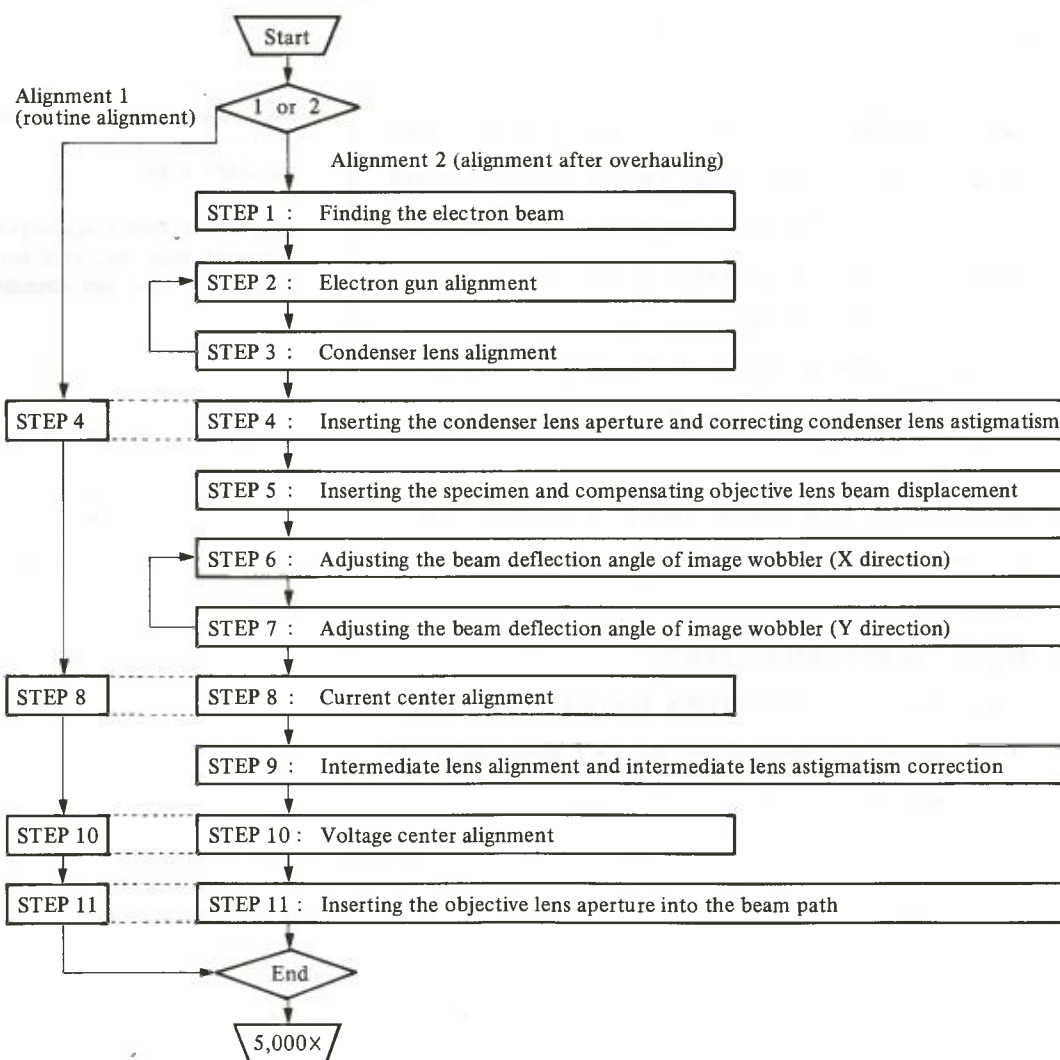 Start
1 or 2
Alignment 1
(routine alignment)
Alignment 2 (alignment after overhauling)
STEP 1 : Finding the electron beam
STEP 2 : Electron gun alignment
STEP 3 : Condenser lens alignment
STEP 4
STEP 4 : Inserting the condenser lens aperture and correcting condenser lens astigmatism
STEP 5 : Inserting the specimen and compensating objective lens beam displacement
STEP 6 : Adjusting the beam deflection angle of image wobbler (X direction)
STEP 7 : Adjusting the beam deflection angle of image wobbler (Y direction)
STEP 8
STEP 8 : Current center alignment
STEP 9 : Intermediate lens alignment and intermediate lens astigmatism correction
STEP 10
STEP 10 : Voltage center alignment
STEP 11
STEP 11 : Inserting the objective lens aperture into the beam path
End
5,000×